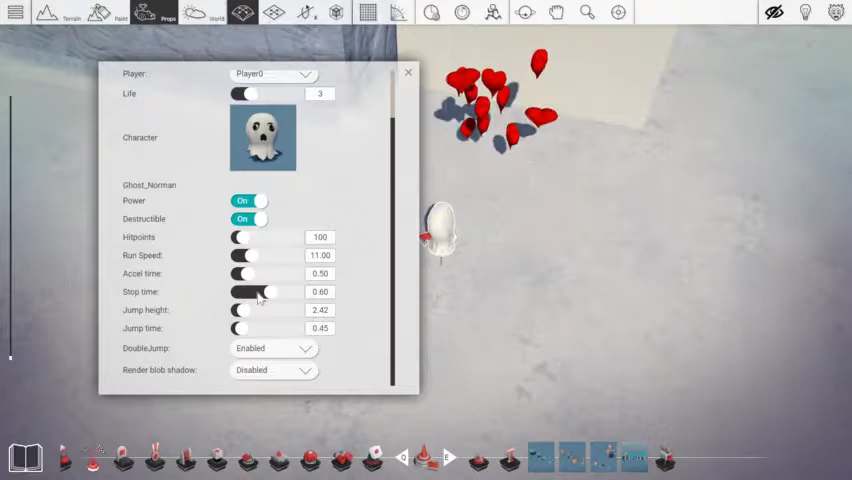 Terrain
Paint
Props
World
Player: Player0
Life 3
Character
Ghost_Norman
Power On
Destructible On
Hitpoints 100
Run Speed: 11.00
Accel time: 0.50
Stop time: 0.60
Jump height: 2.42
Jump time: 0.45
DoubleJump: Enabled
Render blob shadow: Disabled
Q
E